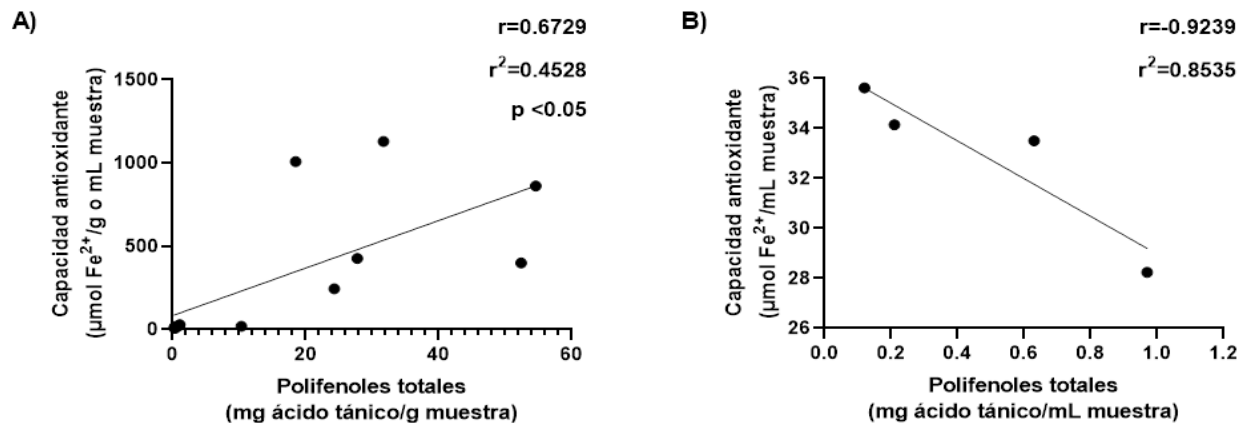 A)
r=0.6729
r²=0.4528
p <0.05
Capacidad antioxidante
(µmol Fe²⁺/g o mL muestra)
1500
1000
500
0
0 20 40 60
Polifenoles totales
(mg ácido tánico/g muestra)
B)
r=-0.9239
r²=0.8535
Capacidad antioxidante
(µmol Fe²⁺/mL muestra)
36
34
32
30
28
26
0.0 0.2 0.4 0.6 0.8 1.0 1.2
Polifenoles totales
(mg ácido tánico/mL muestra)